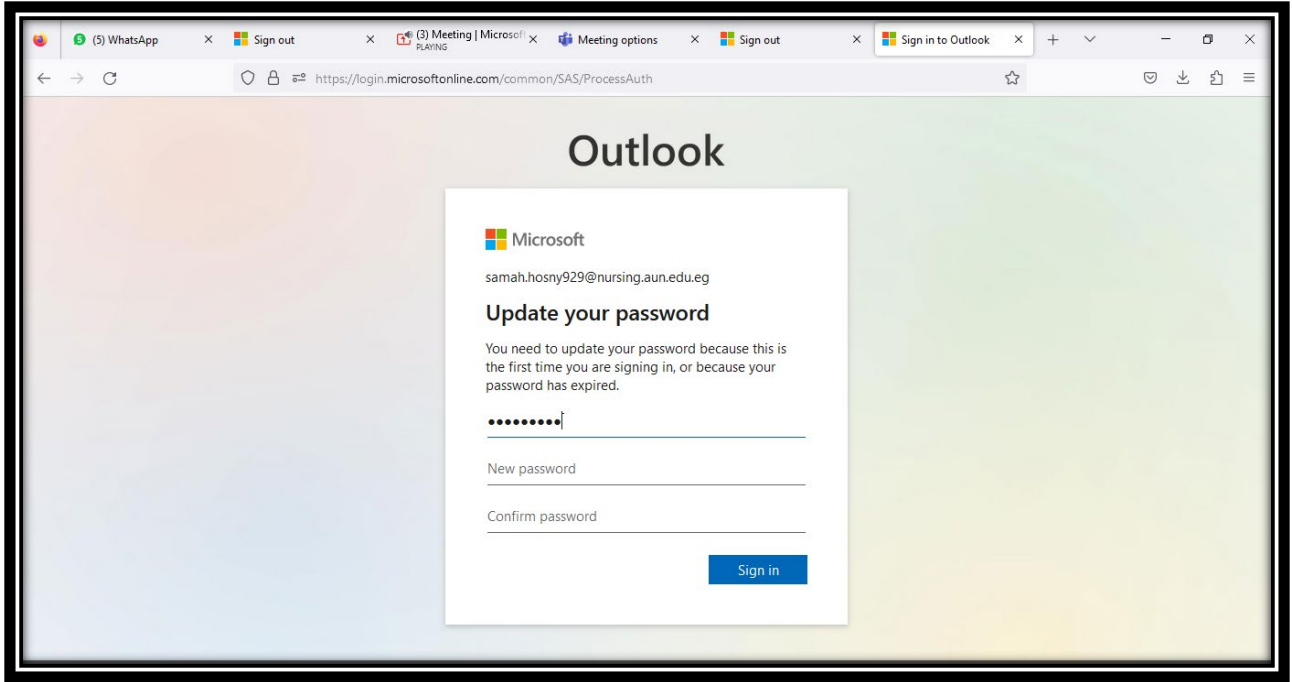 (5) WhatsApp
Sign out
(3) Meeting | Microsoft
PLAYING
Meeting options
Sign out
Sign in to Outlook
https://login.microsoftonline.com/common/SAS/ProcessAuth
Outlook
Microsoft
samah.hosny929@nursing.aun.edu.eg
Update your password
You need to update your password because this is
the first time you are signing in, or because your
password has expired.
New password
Confirm password
Sign in